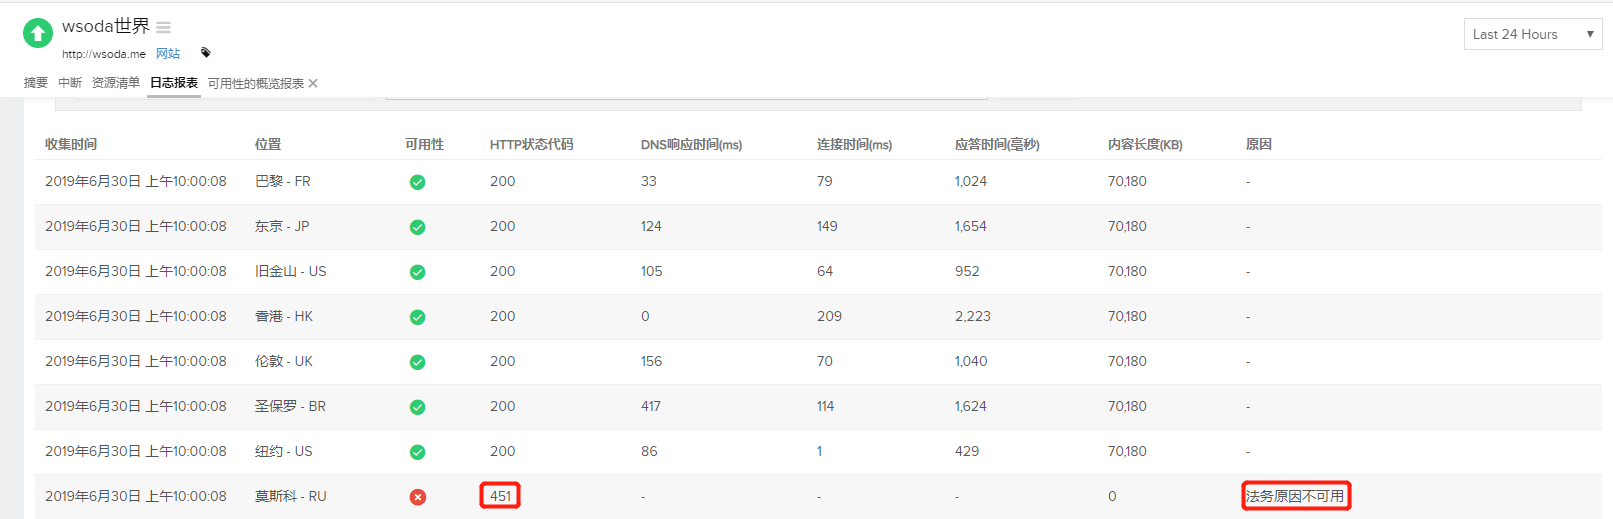 wsoda世界
http://wsoda.me 网站
Last 24 Hours
摘要 中断 资源清单 日志报表 可用性的概览报表
收集时间 位置 可用性 HTTP状态代码 DNS响应时间(ms) 连接时间(ms) 应答时间(毫秒) 内容长度(KB) 原因
2019年6月30日 上午10:00:08 巴黎 - FR 200 33 79 1,024 70,180 -
2019年6月30日 上午10:00:08 东京 - JP 200 124 149 1,654 70,180 -
2019年6月30日 上午10:00:08 旧金山 - US 200 105 64 952 70,180 -
2019年6月30日 上午10:00:08 香港 - HK 200 0 209 2,223 70,180 -
2019年6月30日 上午10:00:08 伦敦 - UK 200 156 70 1,040 70,180 -
2019年6月30日 上午10:00:08 圣保罗 - BR 200 417 114 1,624 70,180 -
2019年6月30日 上午10:00:08 纽约 - US 200 86 1 429 70,180 -
2019年6月30日 上午10:00:08 莫斯科 - RU 451 - - - 0 法务原因不可用